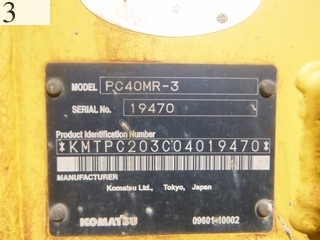 3
MODEL PC40MR-3
SERIAL No. 19470
Product Identification Number
*KMTPC203C04019470*
MANUFACTURER
Komatsu Ltd., Tokyo, Japan
KOMATSU 09601-10002